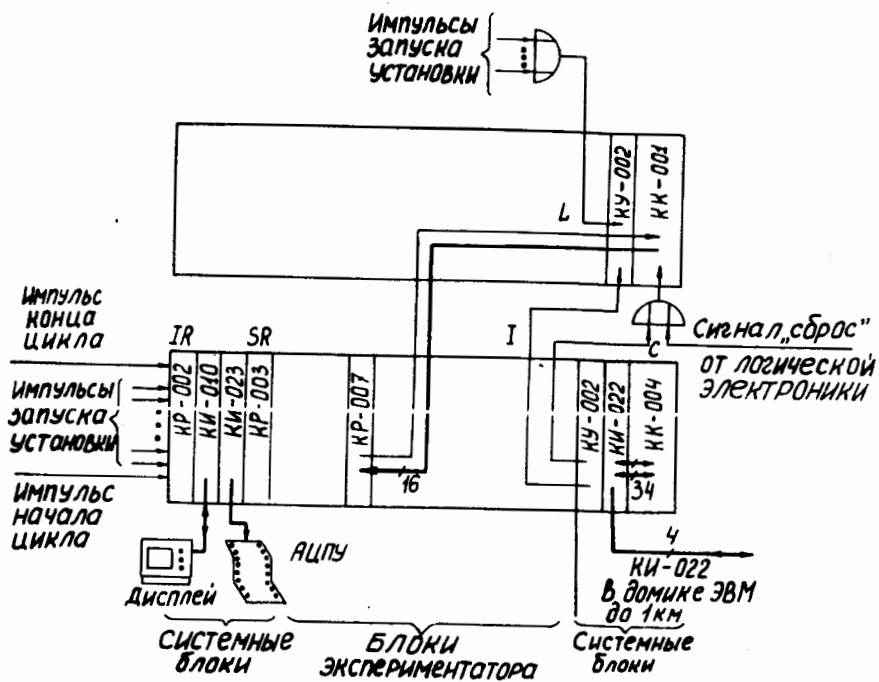 Импульсы
запуска
установки
КУ-002
КК-001
L
Импульс
конца
цикла
IR
SR
I
C
Сигнал „сброс"
от логической
электроники
Импульсы
запуска
установки
КР-002
КИ-010
КИ-023
КР-003
КР-007
КУ-002
КИ-022
КК-004
16
34
Импульс
начала
цикла
Дисплей
АЦПУ
4
КИ-022
в домике ЭВМ
до 1км
Системные
блоки
Блоки
экспериментатора
Системные
блоки